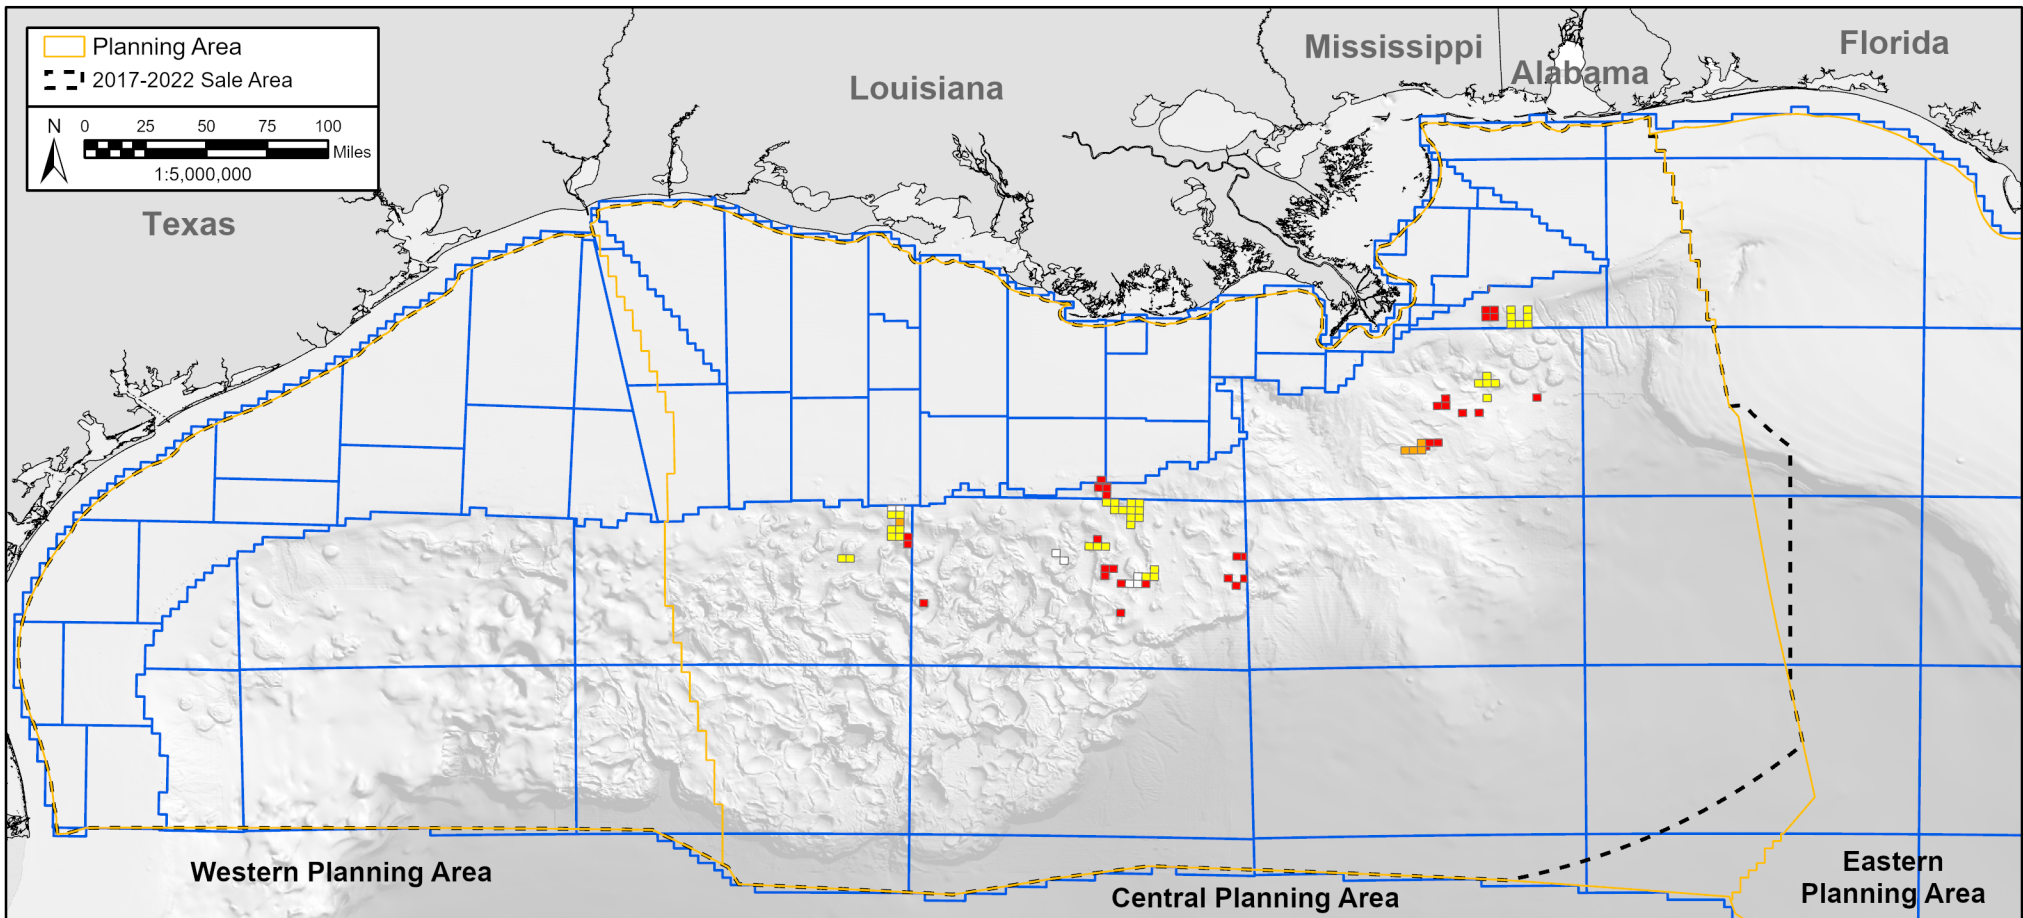 Planning Area
2017-2022 Sale Area
N 0 25 50 75 100
Miles
1:5,000,000
Texas
Louisiana
Mississippi
Alabama
Florida
Western Planning Area
Central Planning Area
Eastern
Planning Area